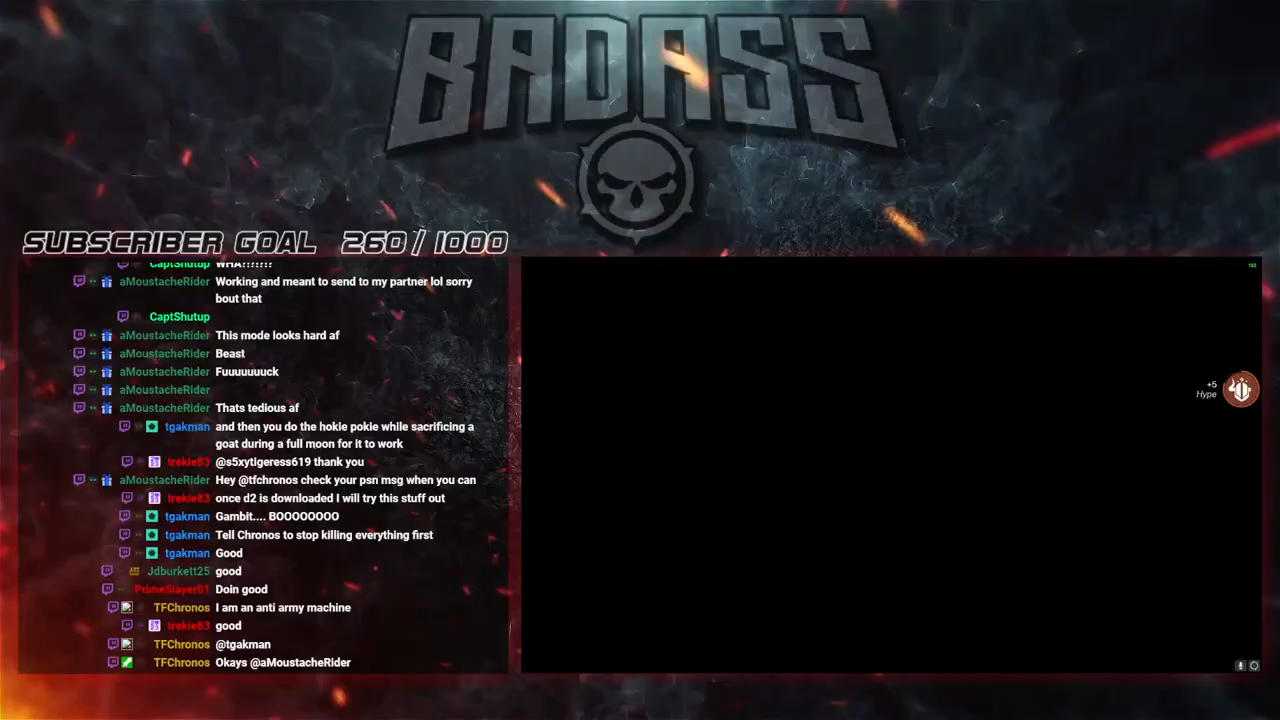 BADASS
SUBSCRIBER GOAL 260 / 1000
CaptShutup WHA???????
aMoustacheRider Working and meant to send to my partner lol sorry
bout that
CaptShutup
aMoustacheRider This mode looks hard af
aMoustacheRider Beast
aMoustacheRider Fuuuuuuuck
aMoustacheRider
aMoustacheRider Thats tedious af
tgakman and then you do the hokie pokie while sacrificing a
goat during a full moon for it to work
trekie83 @s5xytigeress619 thank you
aMoustacheRider Hey @tfchronos check your psn msg when you can
trekie83 once d2 is downloaded I will try this stuff out
tgakman Gambit.... BOOOOOOOO
tgakman Tell Chronos to stop killing everything first
tgakman Good
Jdburkett25 good
PrimeSlayer01 Doin good
TFChronos I am an anti army machine
trekie83 good
TFChronos @tgakman
TFChronos Okays @aMoustacheRider
+5
Hype